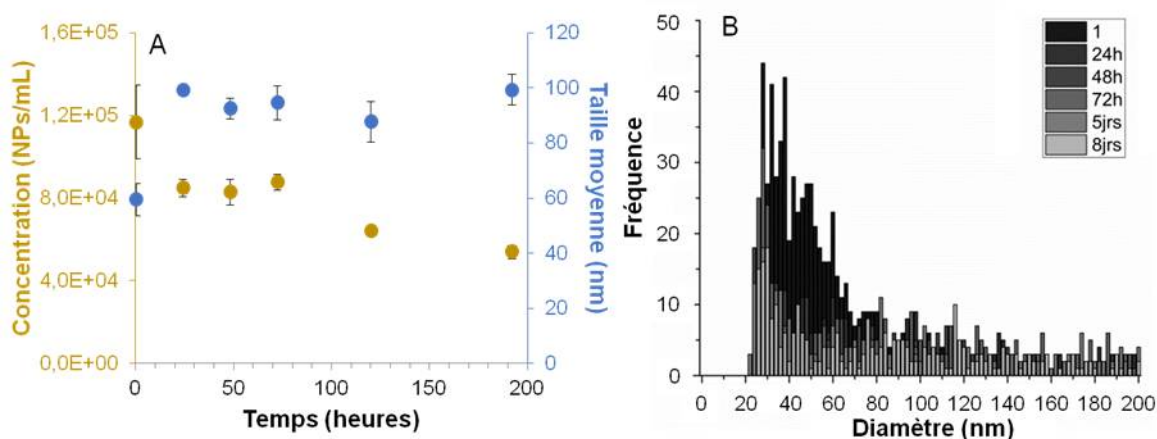 A
Concentration (NPs/mL)
1,6E+05
1,2E+05
8,0E+04
4,0E+04
0,0E+00
120
100
80
60
40
20
0
Taille moyenne (nm)
0
50
100
150
200
Temps (heures)
B
Fréquence
50
40
30
20
10
0
1
24h
48h
72h
5jrs
8jrs
0
20
40
60
80
100
120
140
160
180
200
Diamètre (nm)